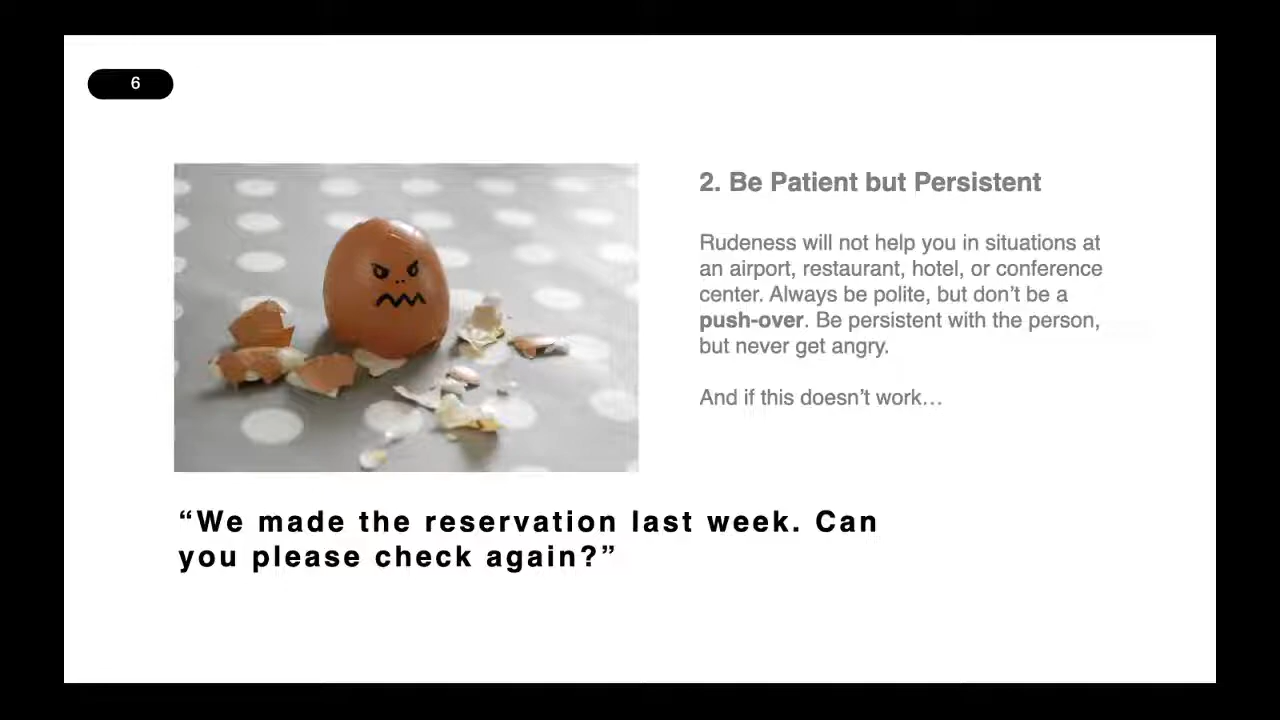 6
2. Be Patient but Persistent
Rudeness will not help you in situations at
an airport, restaurant, hotel, or conference
center. Always be polite, but don’t be a
push-over. Be persistent with the person,
but never get angry.
And if this doesn’t work…
“We made the reservation last week. Can
you please check again?”